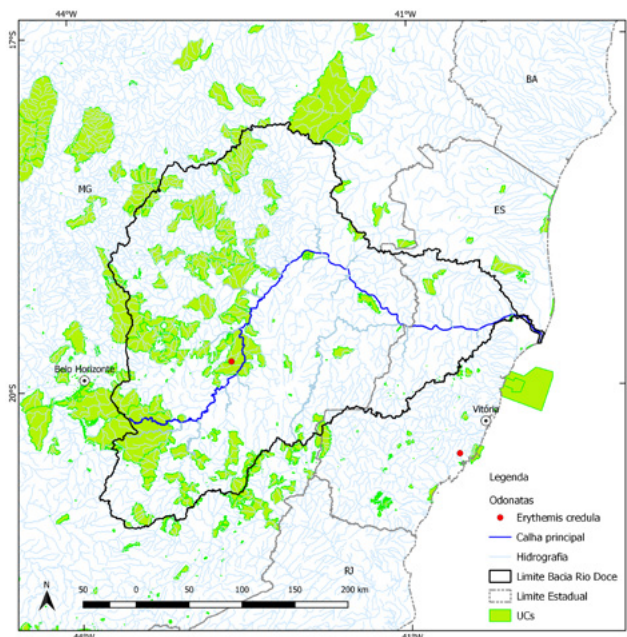 44°W 41°W
17°S
BA
MG
ES
Belo Horizonte
20°S
Vitória
Legenda
Odonatas
Erythemis credula
Calha principal
Hidrografia
Limite Bacia Rio Doce
Limite Estadual
UCs
RJ
N
50 0 50 100 150 200 km